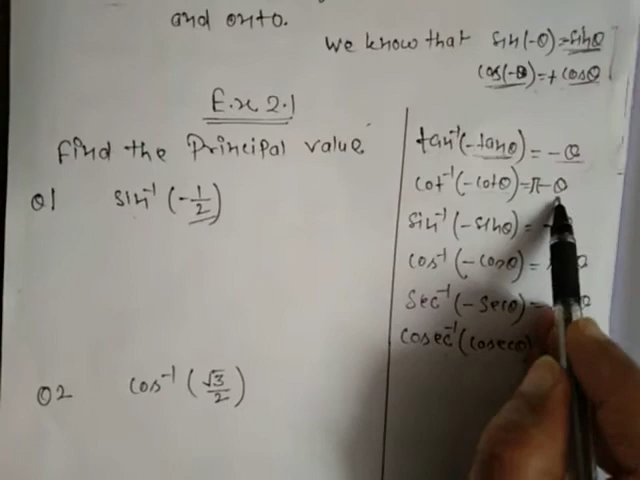 and onto.
We know that sin(-θ)=sinθ
cos(-θ)=+cosθ
Ex 2.1
Find the Principal value
Q1 sin⁻¹(-1/2)
tan⁻¹(-tanθ) = -θ
cot⁻¹(-cotθ)=π-θ
sin⁻¹(-sinθ) = -
cos⁻¹(-cosθ) =
Sec⁻¹(-secθ) =
Cosec⁻¹(cosecθ)
Q2 cos⁻¹(√3/2)